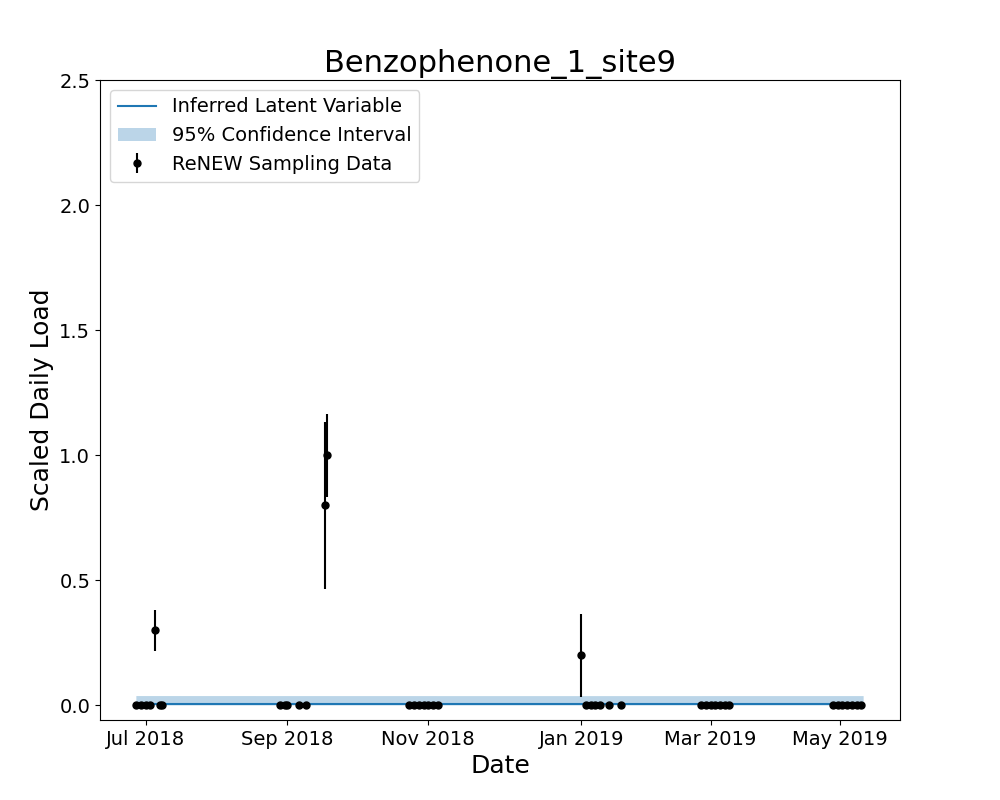 Benzophenone_1_site9
2.5
2.0
1.5
1.0
0.5
0.0
Scaled Daily Load
Inferred Latent Variable
95% Confidence Interval
ReNEW Sampling Data
Jul 2018
Sep 2018
Nov 2018
Jan 2019
Mar 2019
May 2019
Date